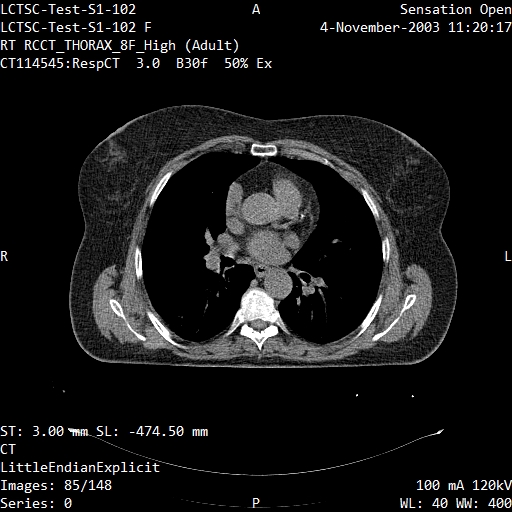 LCTSC-Test-S1-102 A Sensation Open
LCTSC-Test-S1-102 F 4-November-2003 11:20:17
RT RCCT_THORAX_8F_High (Adult)
CT114545:RespCT 3.0 B30f 50% Ex
R L
ST: 3.00 mm SL: -474.50 mm
CT
LittleEndianExplicit
Images: 85/148 100 mA 120kV
Series: 0 P WL: 40 WW: 400